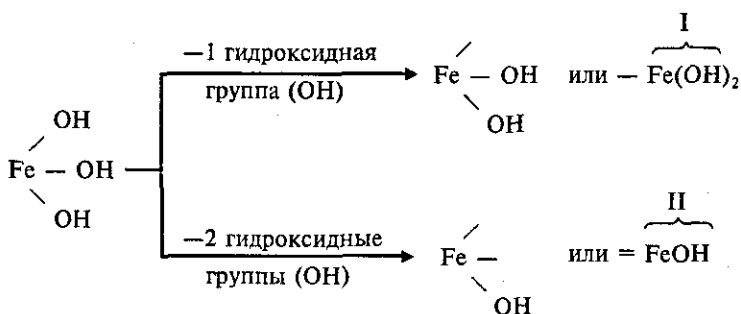 I
−1 гидроксидная
группа (OH)
Fe − OH
OH
или − Fe(OH)₂
OH
Fe − OH
OH
II
−2 гидроксидные
группы (OH)
Fe −
OH
или = FeOH